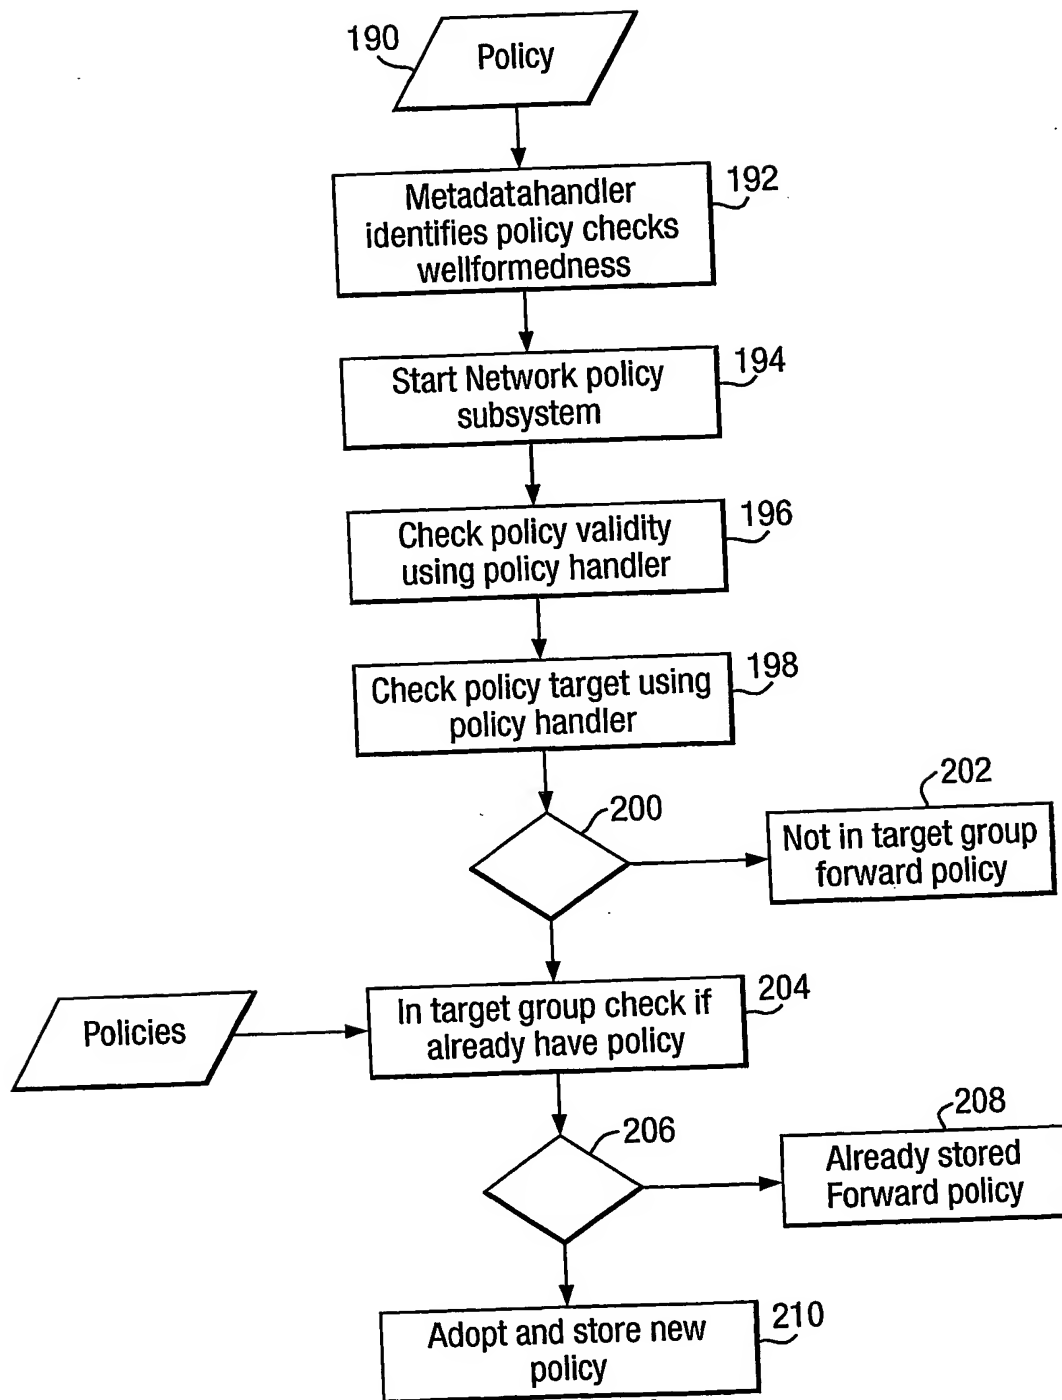 190
Policy
Metadatahandler
identifies policy checks
wellformedness
192
Start Network policy
subsystem
194
Check policy validity
using policy handler
196
Check policy target using
policy handler
198
200
202
Not in target group
forward policy
Policies
In target group check if
already have policy
204
206
208
Already stored
Forward policy
Adopt and store new
policy
210